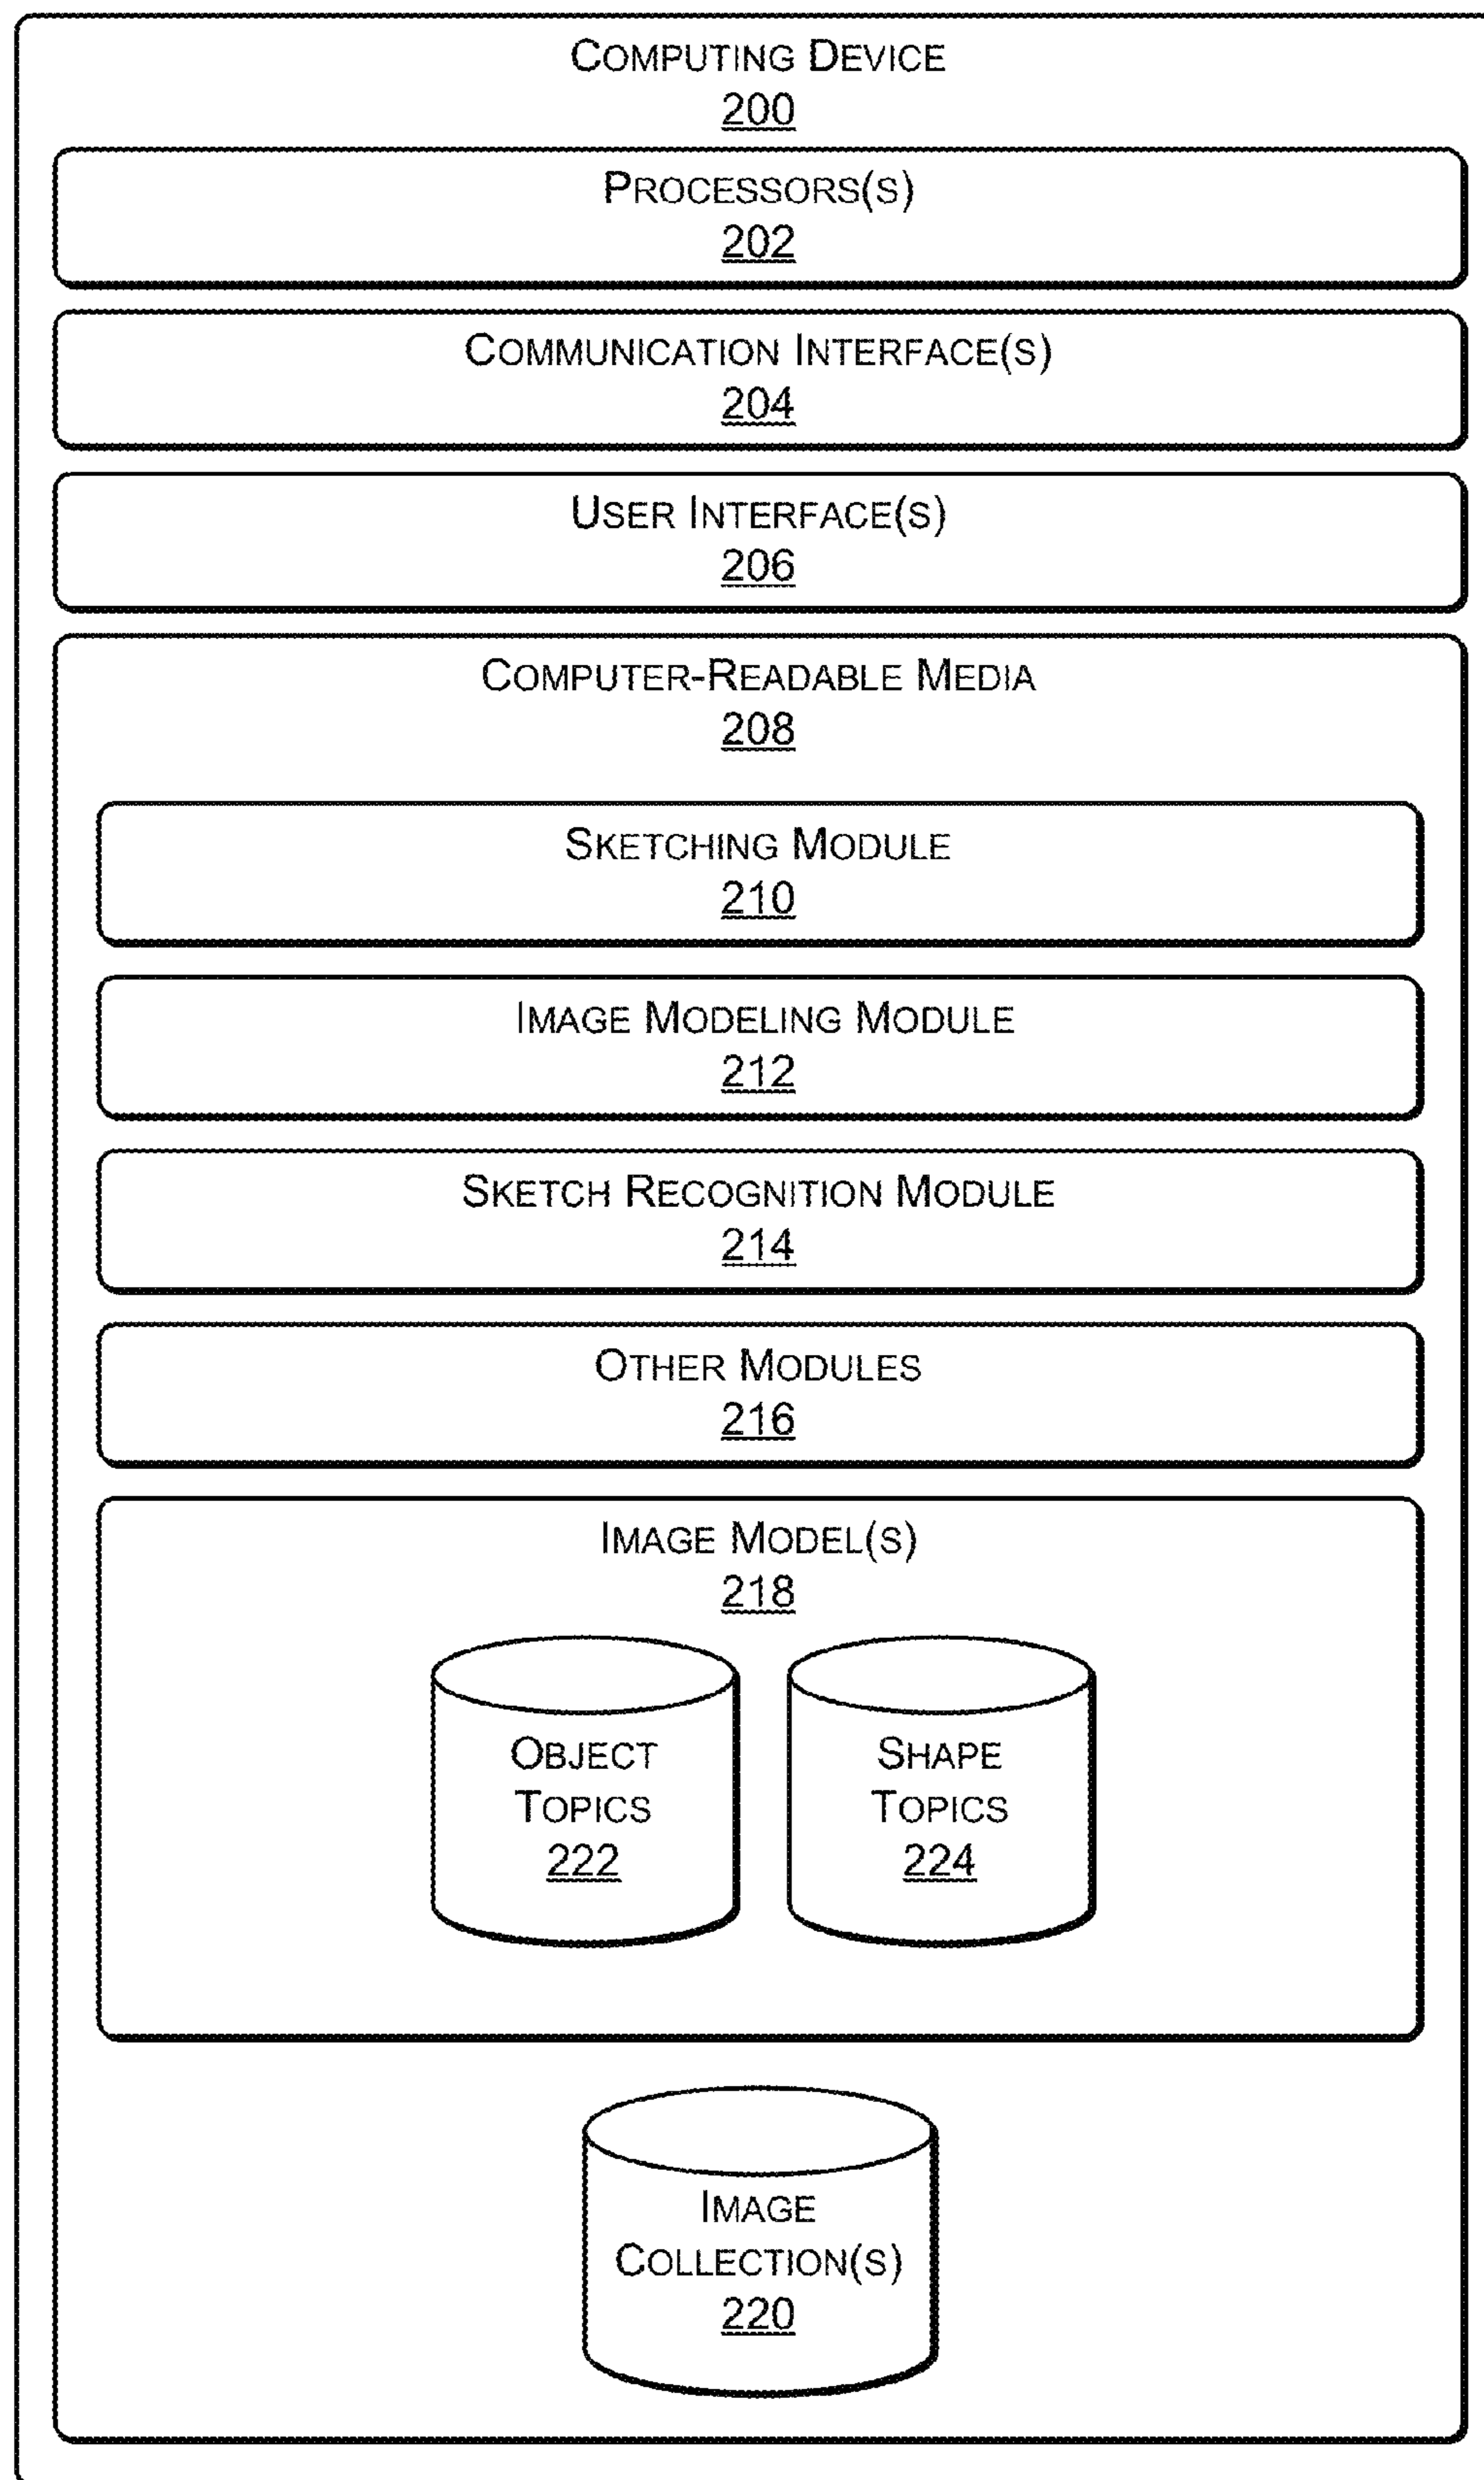 COMPUTING DEVICE
200
PROCESSORS(S)
202
COMMUNICATION INTERFACE(S)
204
USER INTERFACE(S)
206
COMPUTER-READABLE MEDIA
208
SKETCHING MODULE
210
IMAGE MODELING MODULE
212
SKETCH RECOGNITION MODULE
214
OTHER MODULES
216
IMAGE MODEL(S)
218
OBJECT
TOPICS
222
SHAPE
TOPICS
224
IMAGE
COLLECTION(S)
220